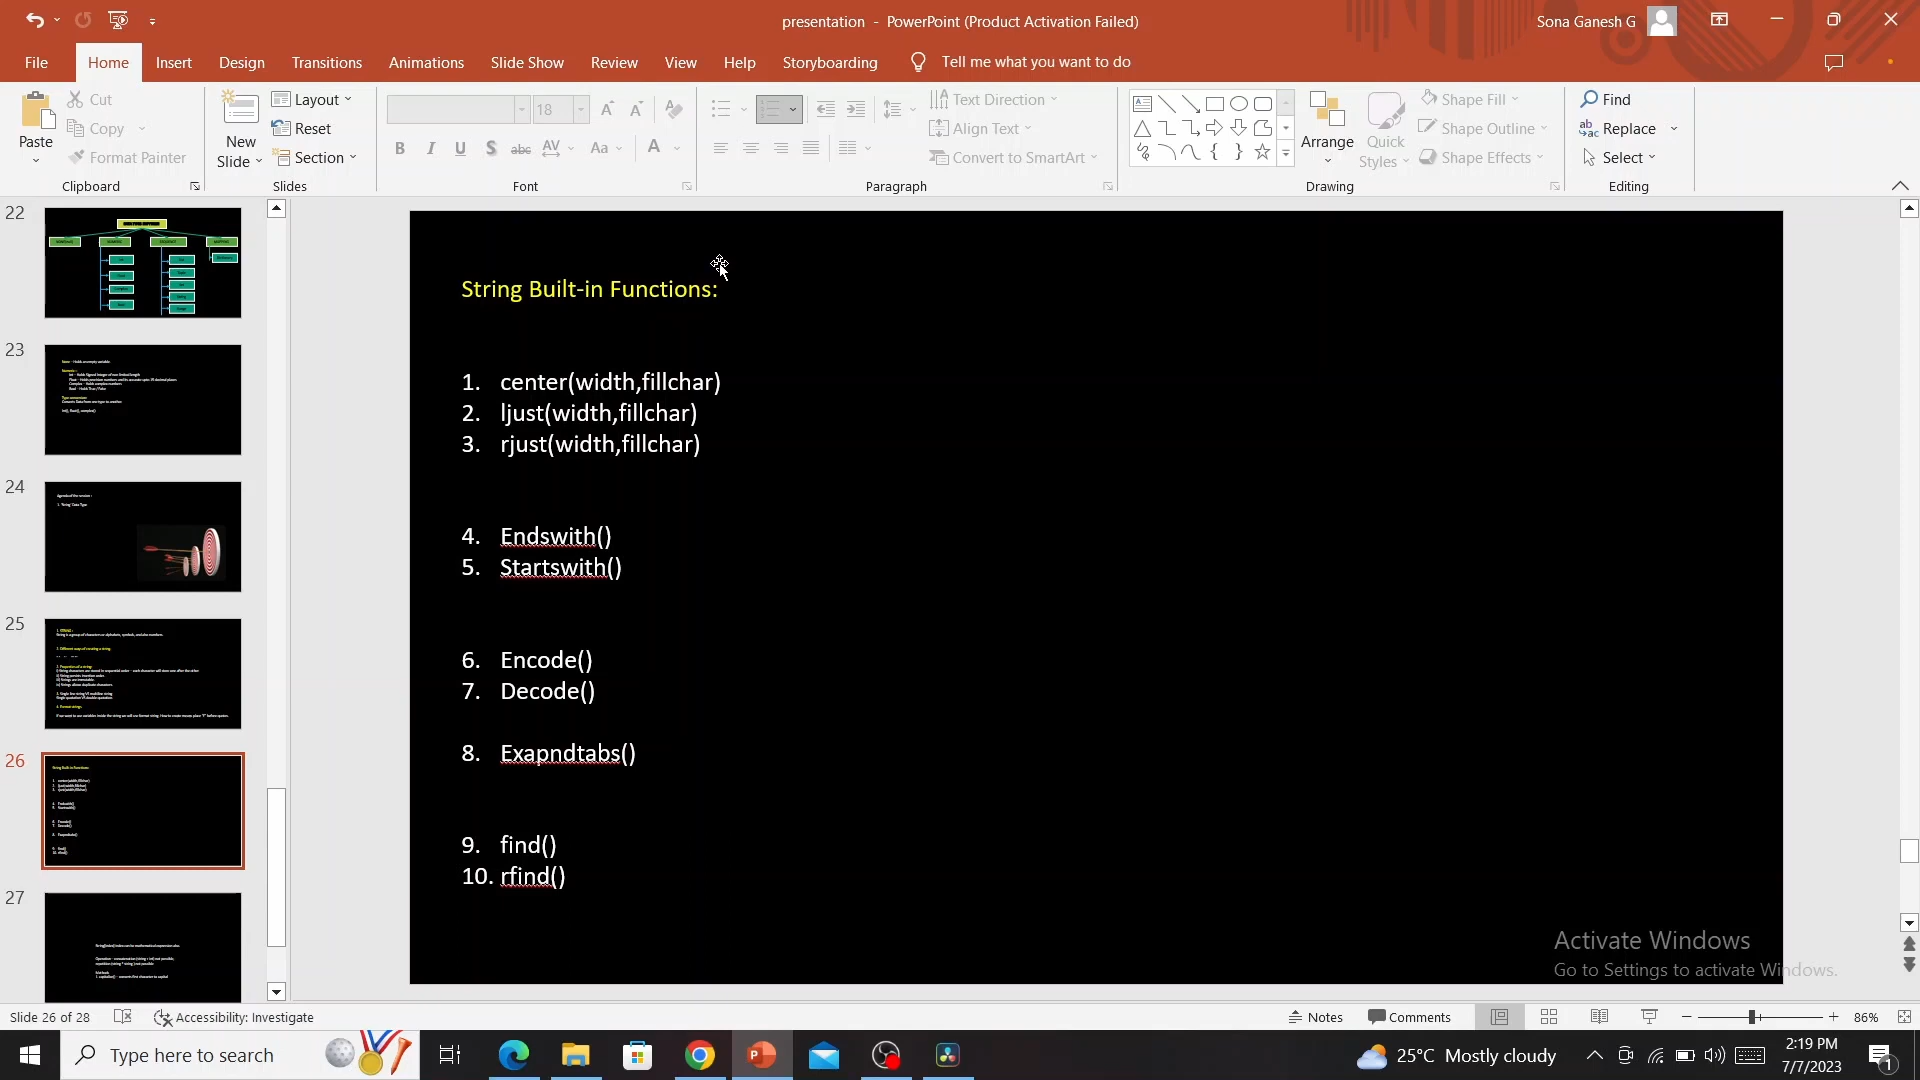 presentation - PowerPoint (Product Activation Failed)
Sona Ganesh G
File
Home
Insert
Design
Transitions
Animations
Slide Show
Review
View
Help
Storyboarding
Tell me what you want to do
Paste
Cut
Copy
Format Painter
Clipboard
New
Slide
Layout
Reset
Section
Slides
18
Font
Text Direction
Align Text
Convert to SmartArt
Paragraph
Arrange
Quick
Styles
Shape Fill
Shape Outline
Shape Effects
Drawing
Find
Replace
Select
Editing
22
23
24
25
26
27
String Built-in Functions:
1. center(width,fillchar)
2. ljust(width,fillchar)
3. rjust(width,fillchar)
4. Endswith()
5. Startswith()
6. Encode()
7. Decode()
8. Exapndtabs()
9. find()
10. rfind()
Activate Windows
Go to Settings to activate Windows.
Slide 26 of 28
Accessibility: Investigate
Notes
Comments
86%
Type here to search
25°C Mostly cloudy
2:19 PM
7/7/2023
1